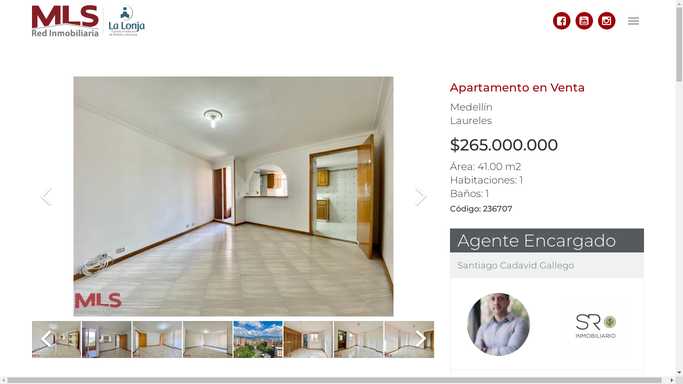 MLS
Red Inmobiliaria
La Lonja
Apartamento en Venta
Medellín
Laureles
$265.000.000
Área: 41.00 m2
Habitaciones: 1
Baños: 1
Código: 236707
MLS
Agente Encargado
Santiago Cadavid Gallego
SR
INMOBILIARIO